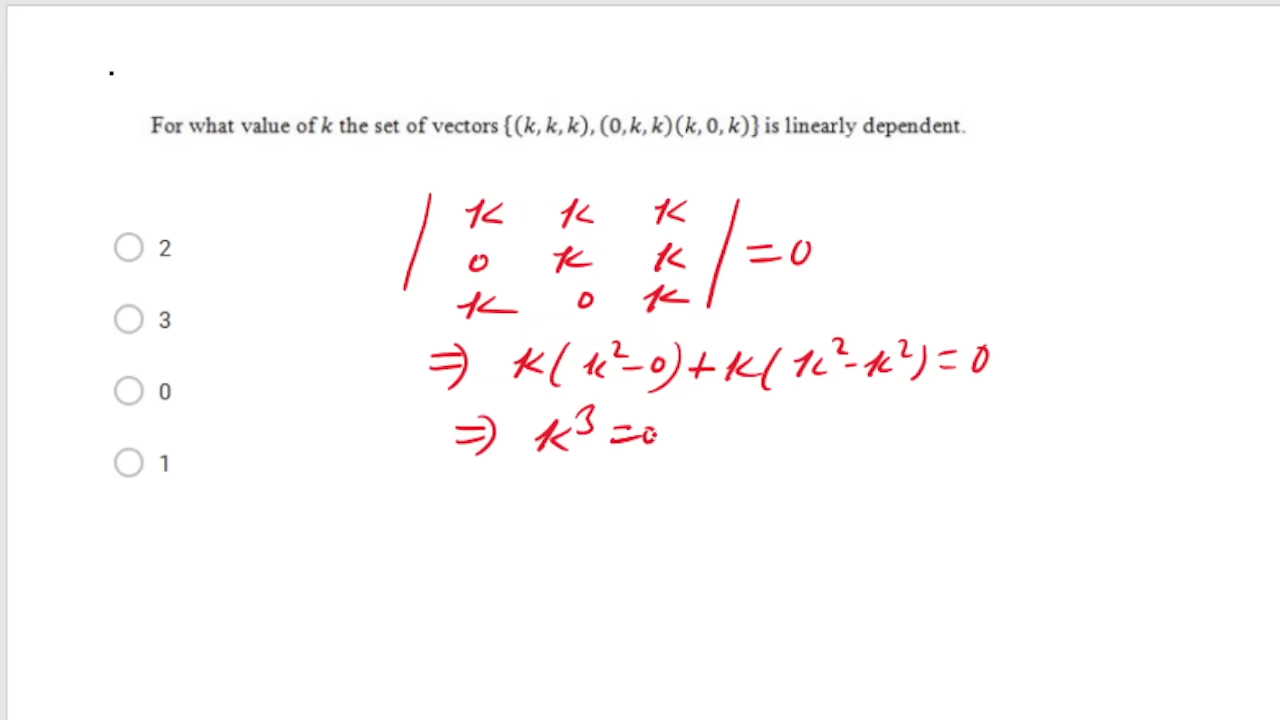 For what value of k the set of vectors {(k, k, k), (0, k, k)(k, 0, k)} is linearly dependent.
| k k k |
| 0 k k | = 0
| k 0 k |
2
3
⇒ k(k²-0)+k(k²-k²)=0
0
⇒ k³=0
1